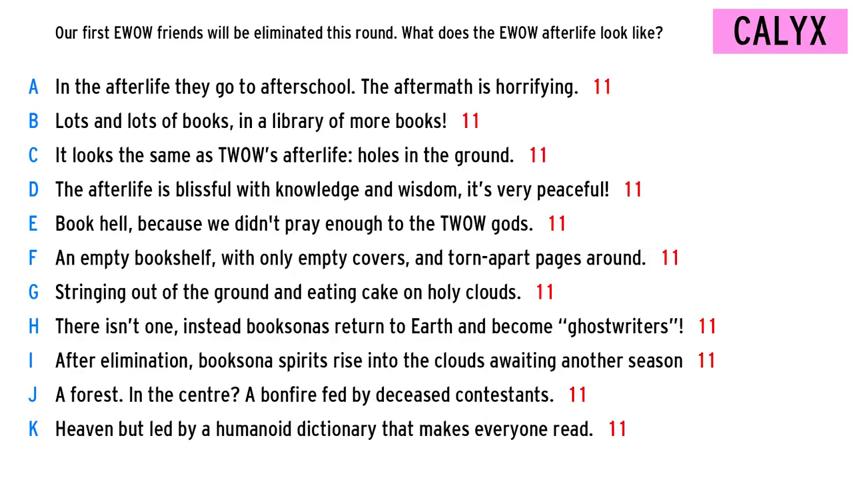 Our first EWOW friends will be eliminated this round. What does the EWOW afterlife look like?
CALYX
A In the afterlife they go to afterschool. The aftermath is horrifying. 11
B Lots and lots of books, in a library of more books! 11
C It looks the same as TWOW’s afterlife: holes in the ground. 11
D The afterlife is blissful with knowledge and wisdom, it’s very peaceful! 11
E Book hell, because we didn't pray enough to the TWOW gods. 11
F An empty bookshelf, with only empty covers, and torn-apart pages around. 11
G Stringing out of the ground and eating cake on holy clouds. 11
H There isn’t one, instead booksonas return to Earth and become “ghostwriters”! 11
I After elimination, booksona spirits rise into the clouds awaiting another season 11
J A forest. In the centre? A bonfire fed by deceased contestants. 11
K Heaven but led by a humanoid dictionary that makes everyone read. 11